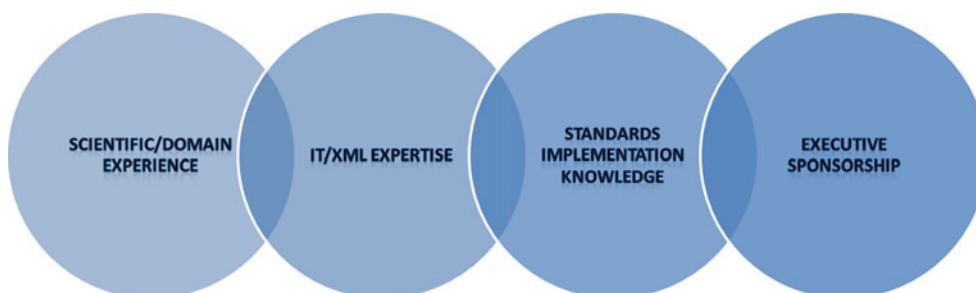 SCIENTIFIC/DOMAIN
EXPERIENCE
IT/XML EXPERTISE
STANDARDS
IMPLEMENTATION
KNOWLEDGE
EXECUTIVE
SPONSORSHIP